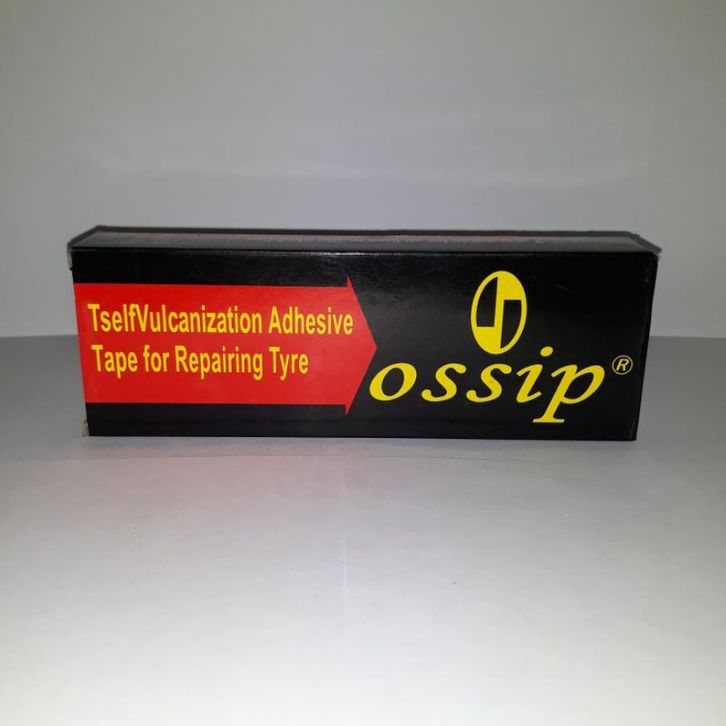 TselfVulcanization Adhesive
Tape for Repairing Tyre
ossip®